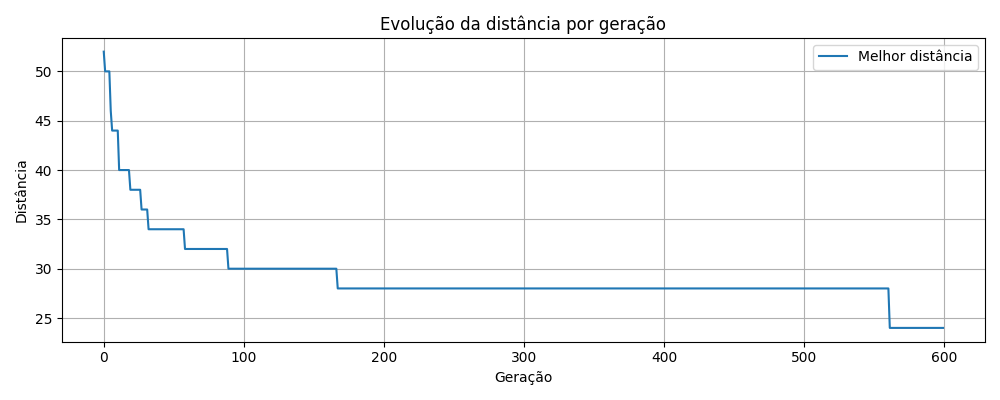 Evolução da distância por geração
Melhor distância
Distância
50
45
40
35
30
25
0 100 200 300 400 500 600
Geração